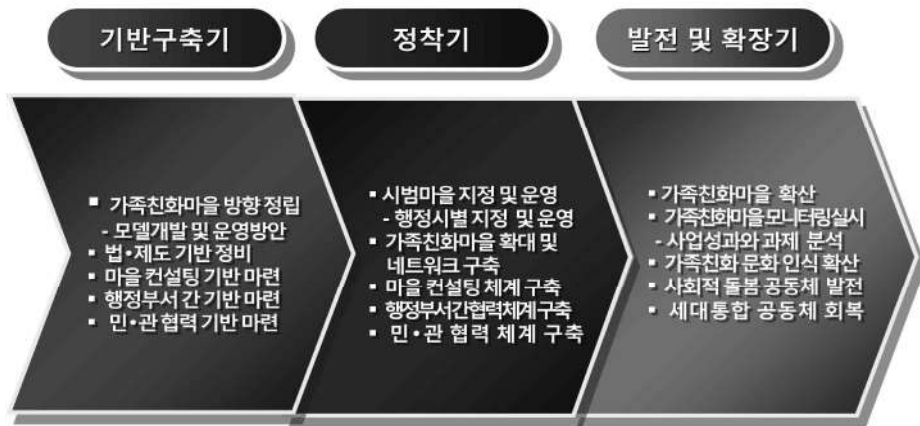 기반구축기
▪ 가족친화마을 방향 정립
- 모델개발 및 운영방안
▪ 법•제도 기반 정비
▪ 마을 컨설팅 기반 마련
▪ 행정부서 간 기반 마련
▪ 민•관 협력 기반 마련
정착기
▪ 시범마을 지정 및 운영
- 행정시별 지정 및 운영
▪ 가족친화마을 확대 및
네트워크 구축
▪ 마을 컨설팅 체계 구축
▪ 행정부서간협력체계구축
▪ 민•관 협력 체계 구축
발전 및 확장기
▪ 가족친화마을 확산
▪ 가족친화마을모니터링실시
- 사업성과와 과제 분석
▪ 가족친화 문화 인식 확산
▪ 사회적 돌봄 공동체 발전
▪ 세대통합 공동체 회복